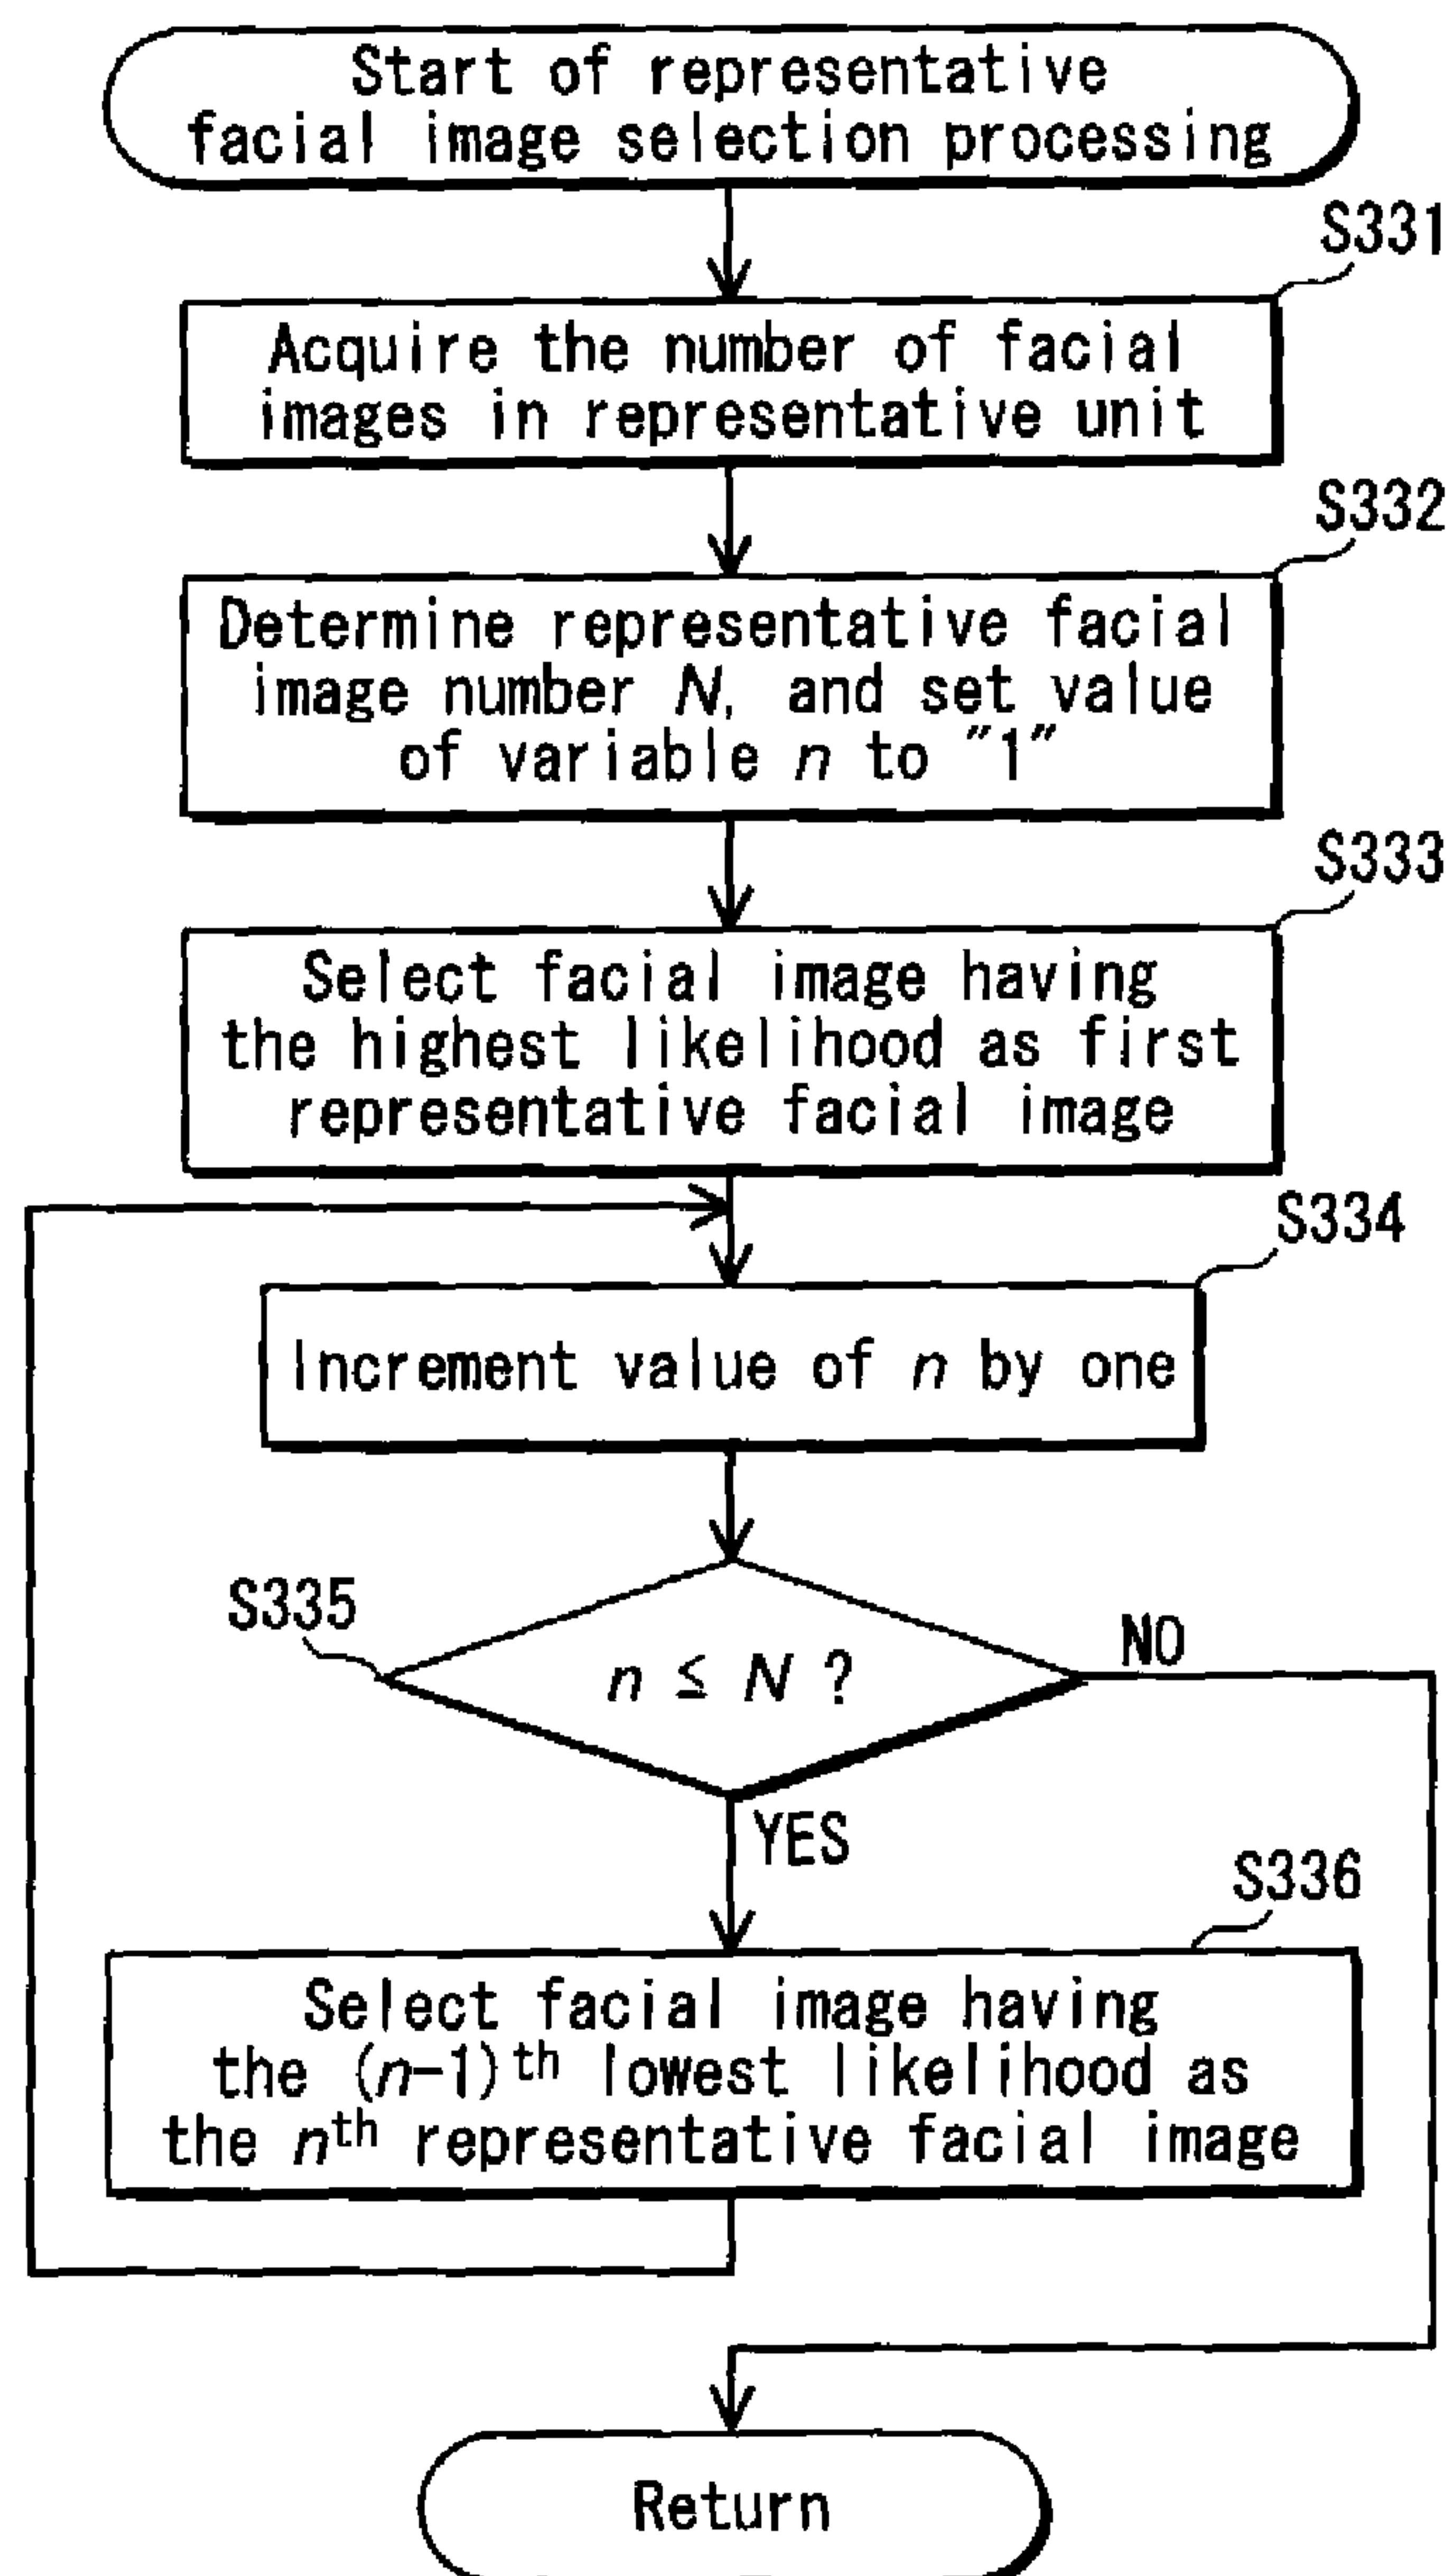 Start of representative
facial image selection processing
S331
Acquire the number of facial
images in representative unit
S332
Determine representative facial
image number N, and set value
of variable n to "1"
S333
Select facial image having
the highest likelihood as first
representative facial image
S334
Increment value of n by one
S335
n ≦ N ?
NO
YES
S336
Select facial image having
the (n-1)th lowest likelihood as
the nth representative facial image
Return